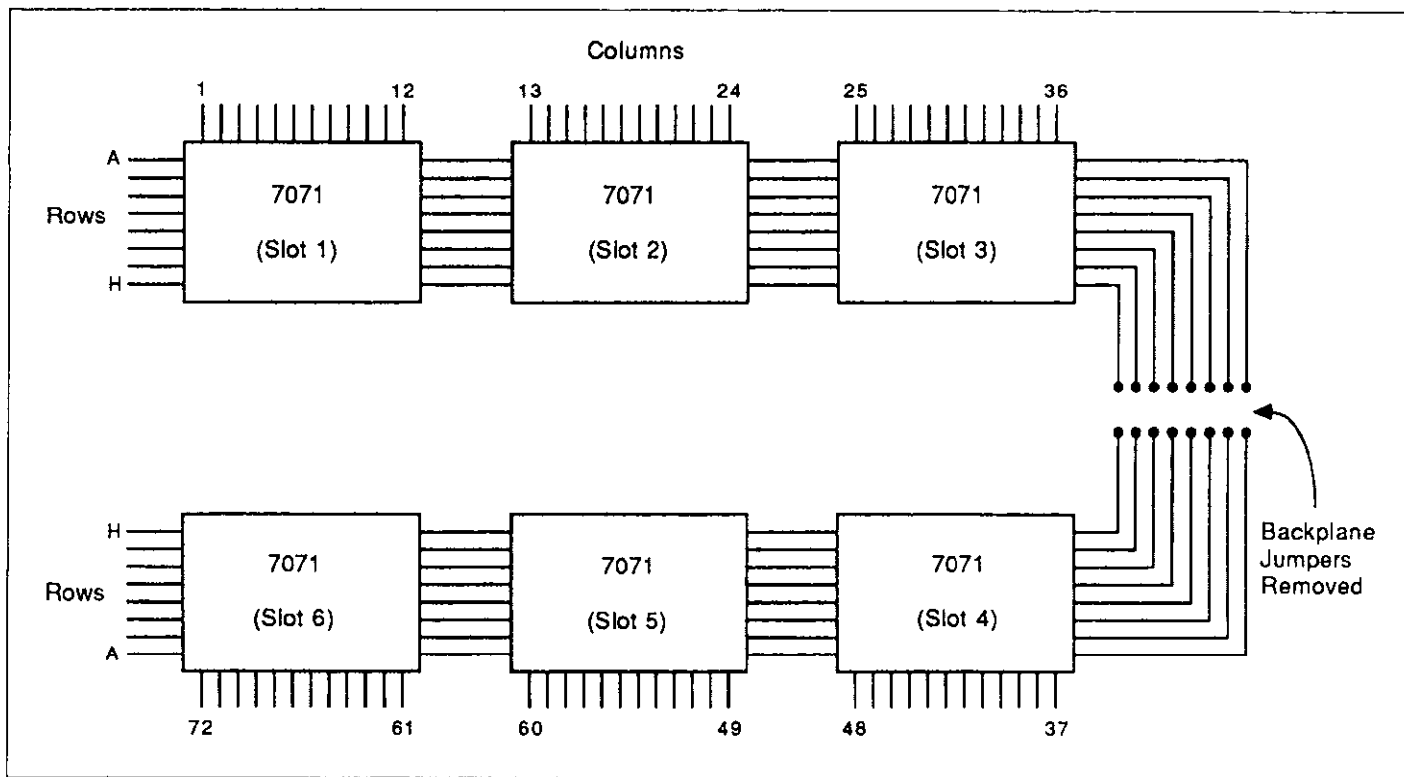 Columns
1 12 13 24 25 36
A
Rows
H
7071
(Slot 1)
7071
(Slot 2)
7071
(Slot 3)
Backplane
Jumpers
Removed
H
Rows
A
7071
(Slot 6)
7071
(Slot 5)
7071
(Slot 4)
72 61 60 49 48 37